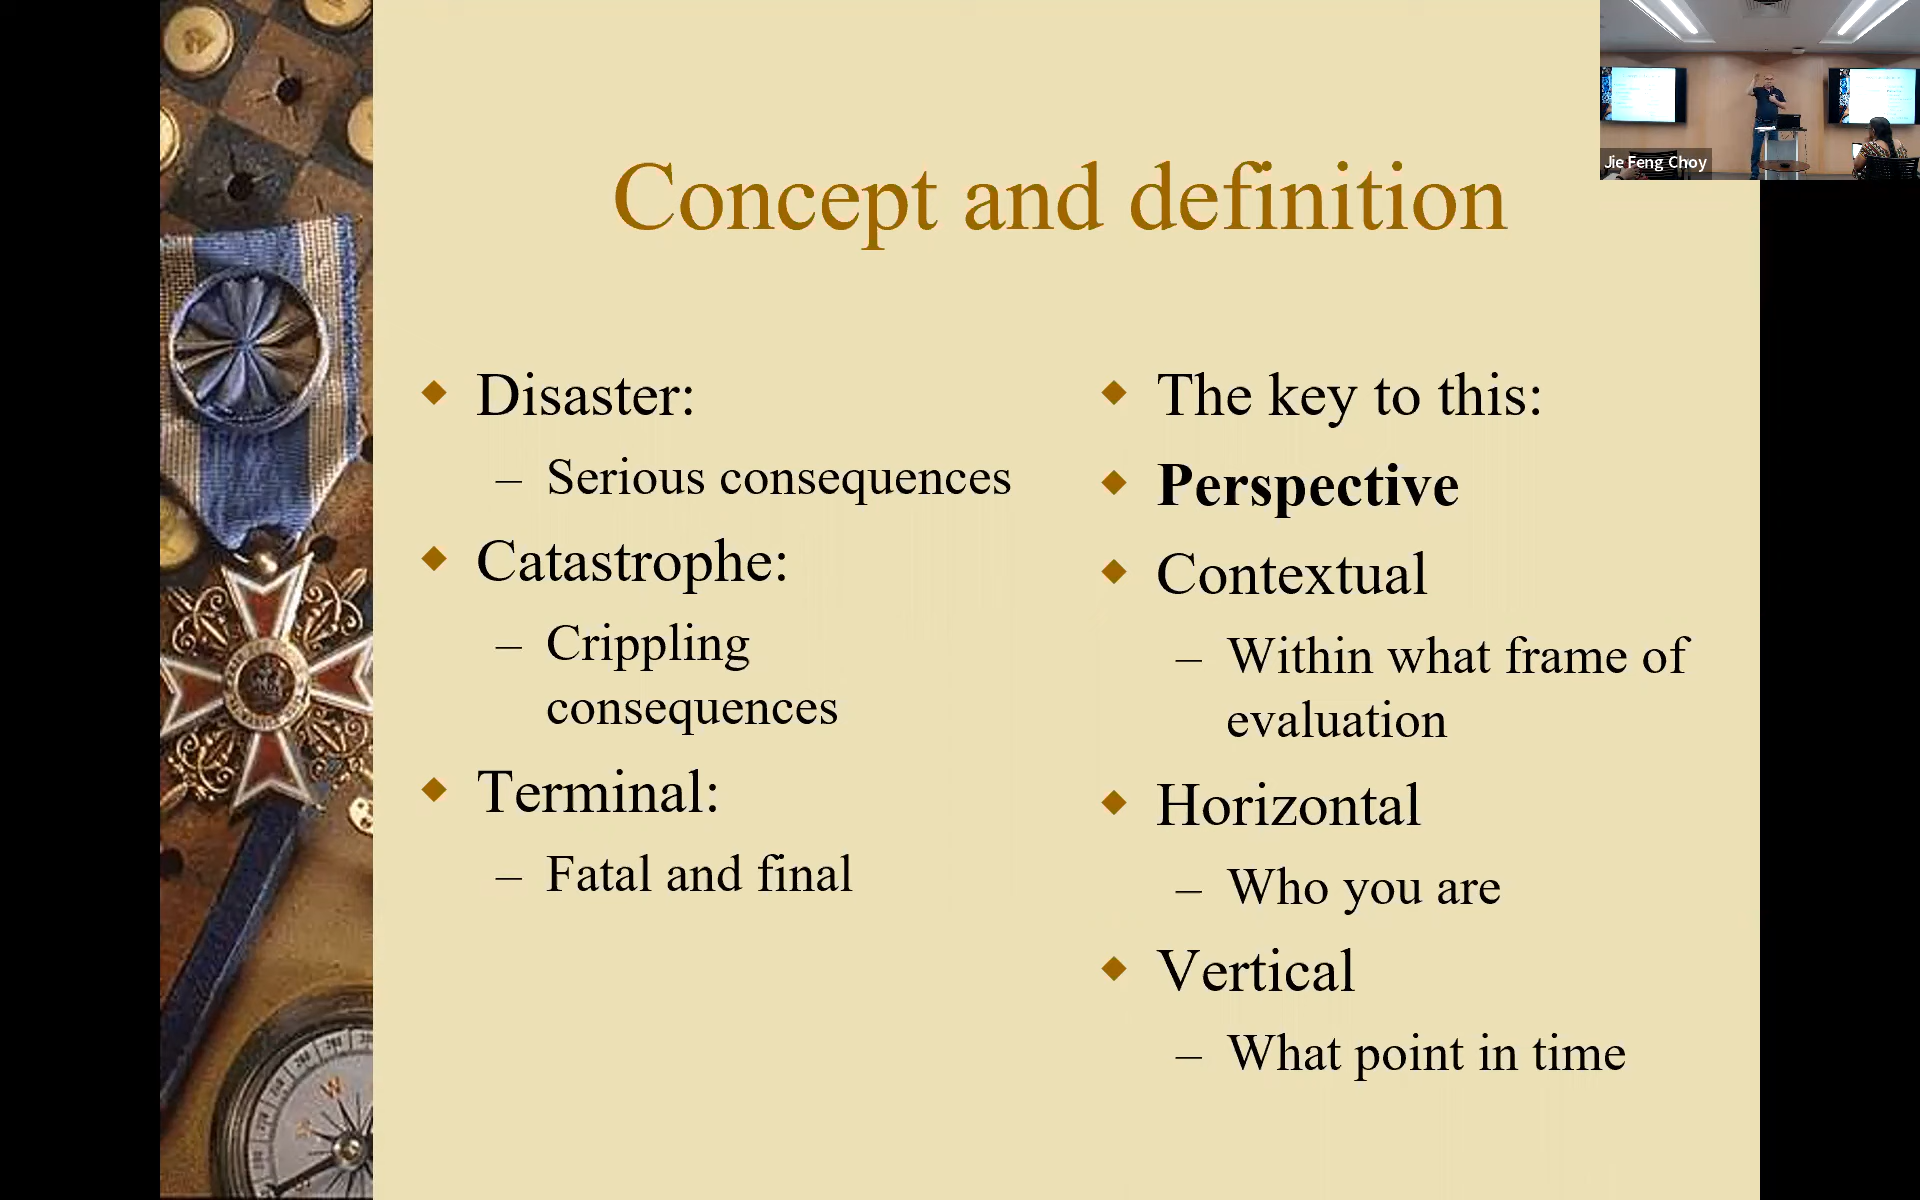 Concept and definition
Disaster:
– Serious consequences
Catastrophe:
– Crippling
consequences
Terminal:
– Fatal and final
The key to this:
Perspective
Contextual
– Within what frame of
evaluation
Horizontal
– Who you are
Vertical
– What point in time
Jie Feng Choy